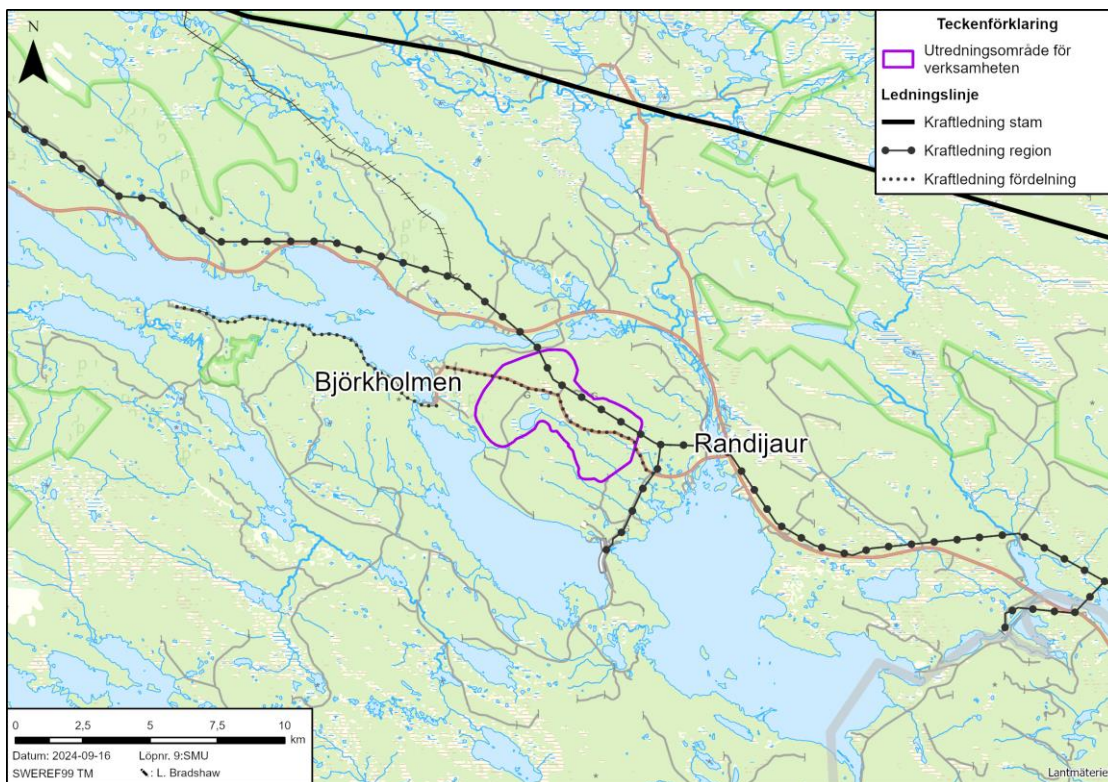 N
Teckenförklaring
Utredningsområde för
verksamheten
Ledningslinje
Kraftledning stam
Kraftledning region
Kraftledning fördelning
Björkholmen
Randijaur
0 2,5 5 7,5 10
km
Datum: 2024-09-16 Löpnr. 9:SMU
SWEREF99 TM : L. Bradshaw
Lantmäteriet